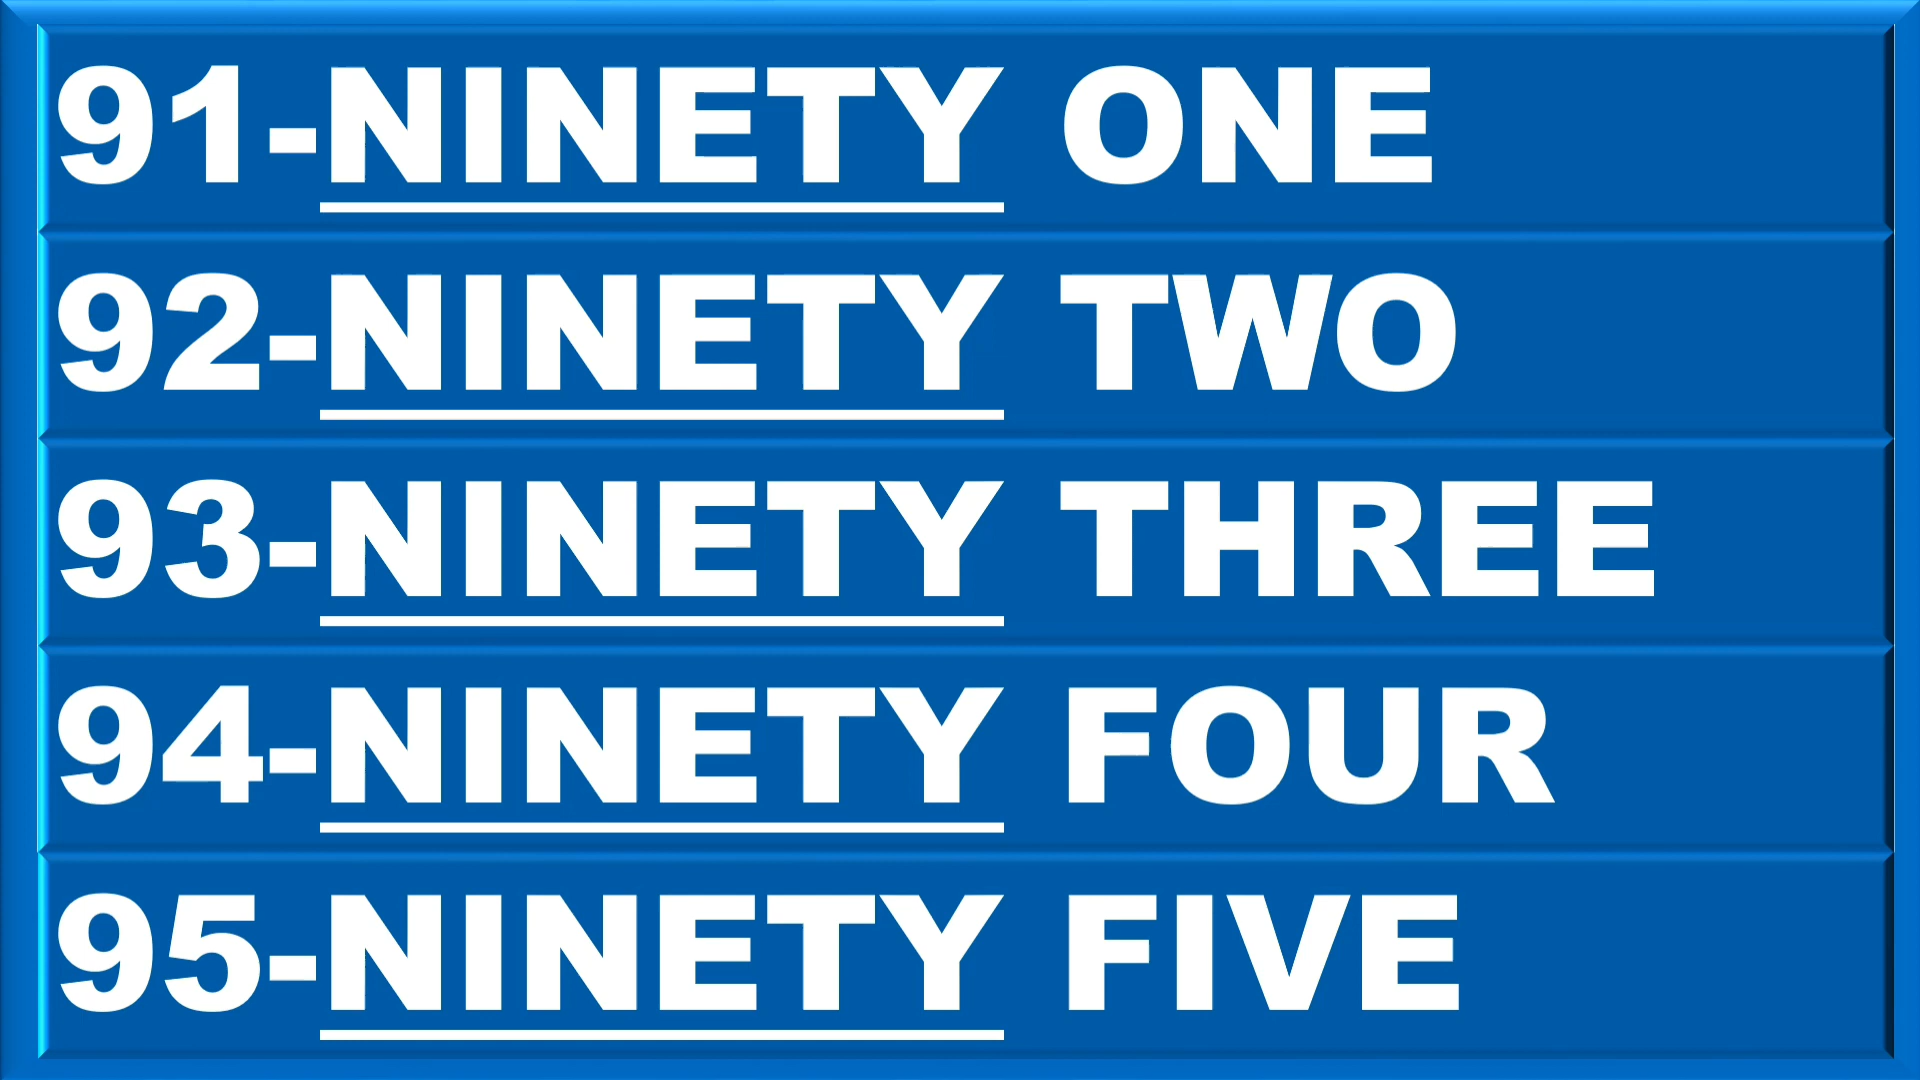 91-NINETY ONE
92-NINETY TWO
93-NINETY THREE
94-NINETY FOUR
95-NINETY FIVE